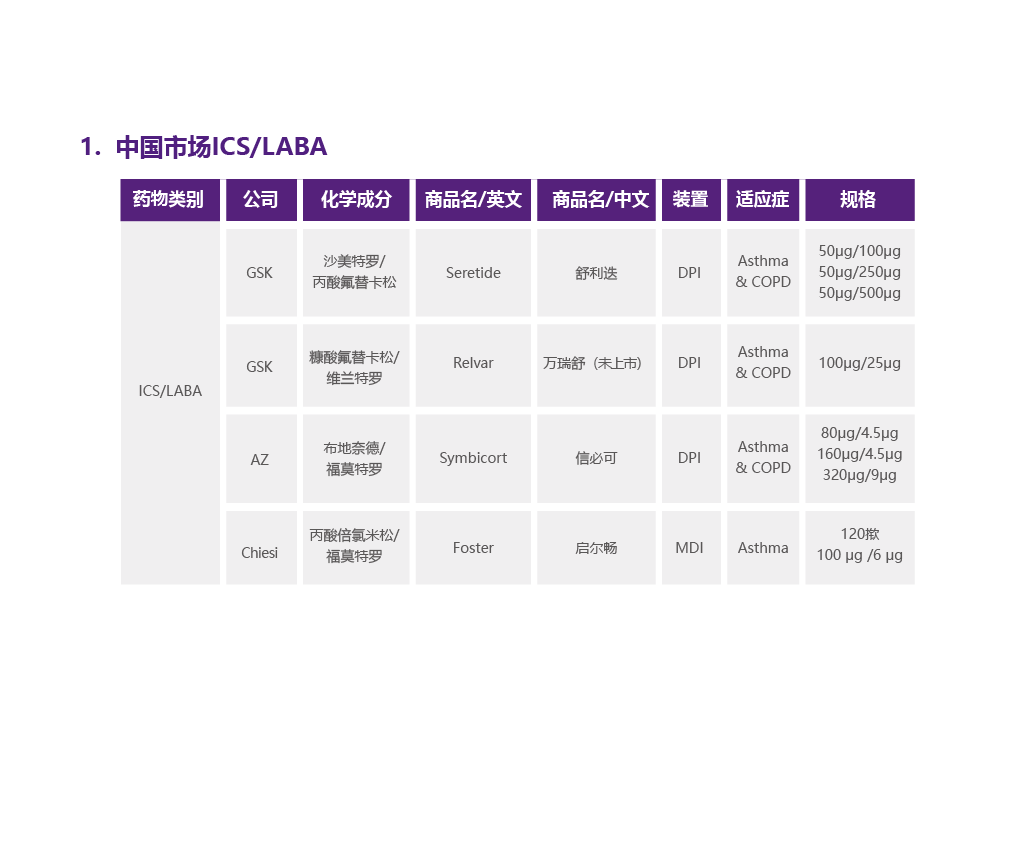 1. 中国市场ICS/LABA
药物类别 公司 化学成分 商品名/英文 商品名/中文 装置 适应症 规格
ICS/LABA
GSK
沙美特罗/
丙酸氟替卡松
Seretide
舒利迭
DPI
Asthma
& COPD
50µg/100µg
50µg/250µg
50µg/500µg
GSK
糠酸氟替卡松/
维兰特罗
Relvar
万瑞舒（未上市）
DPI
Asthma
& COPD
100µg/25µg
AZ
布地奈德/
福莫特罗
Symbicort
信必可
DPI
Asthma
& COPD
80µg/4.5µg
160µg/4.5µg
320µg/9µg
Chiesi
丙酸倍氯米松/
福莫特罗
Foster
启尔畅
MDI
Asthma
120揿
100 µg /6 µg